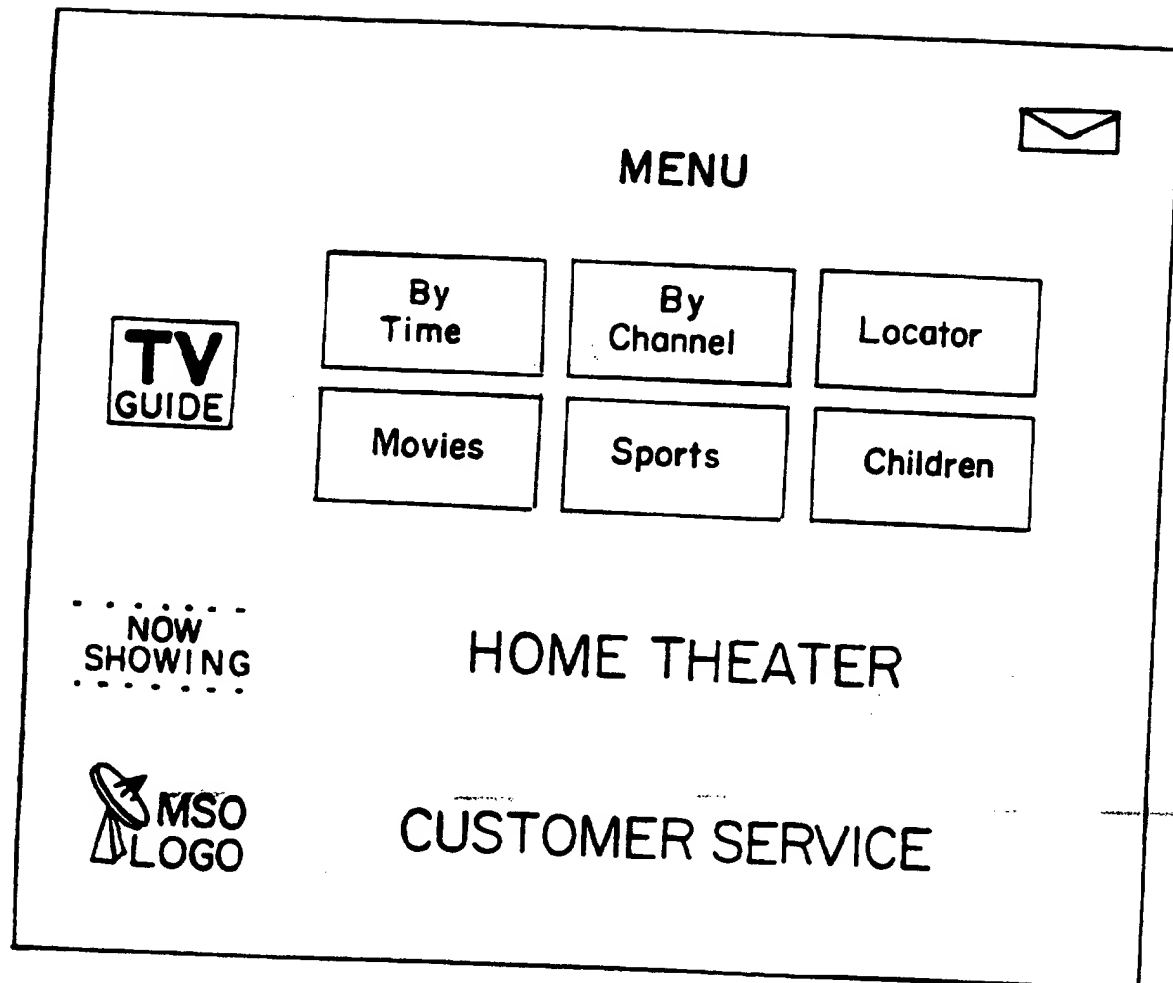 MENU
By
Time
By
Channel
Locator
TV
GUIDE
Movies
Sports
Children
NOW
SHOWING
HOME THEATER
MSO
LOGO
CUSTOMER SERVICE